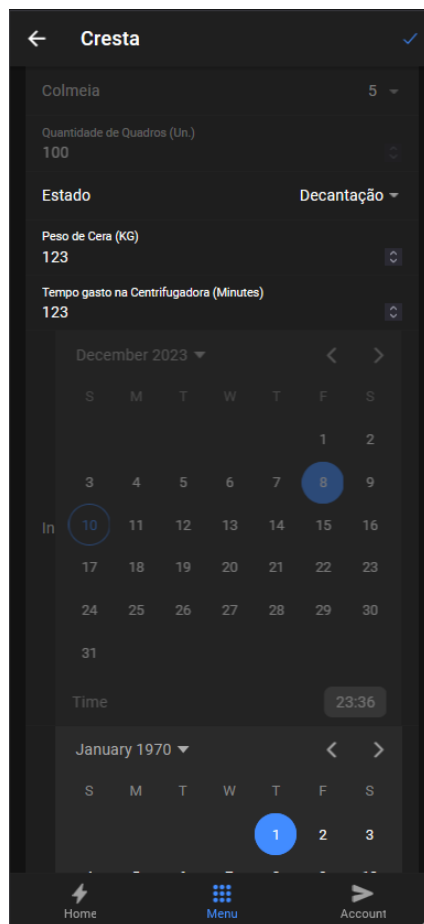 Cresta
Colmeia 5
Quantidade de Quadros (Un.)
100
Estado Decantação
Peso de Cera (KG)
123
Tempo gasto na Centrifugadora (Minutes)
123
December 2023
S M T W T F S
1 2
3 4 5 6 7 8 9
In 10 11 12 13 14 15 16
17 18 19 20 21 22 23
24 25 26 27 28 29 30
31
Time 23:36
January 1970
S M T W T F S
1 2 3
Home Menu Account